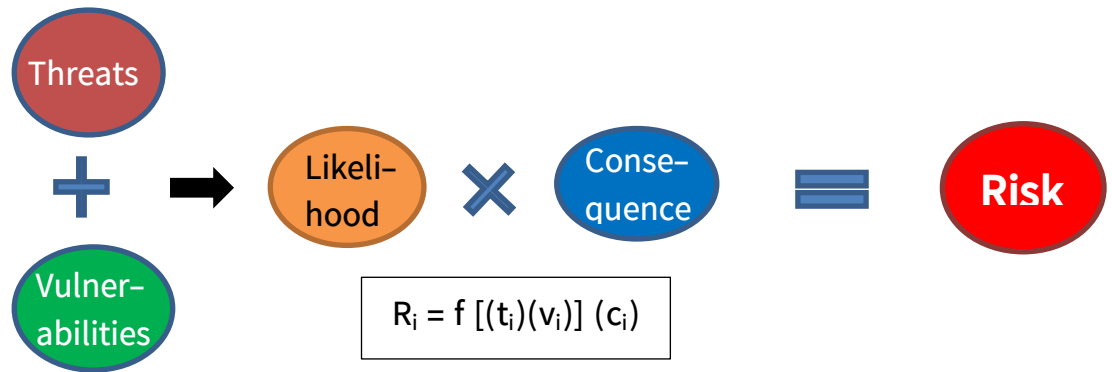 Threats
Likeli–
hood
Conse–
quence
Risk
Vulner–
abilities
Rᵢ = f [(tᵢ)(vᵢ)] (cᵢ)